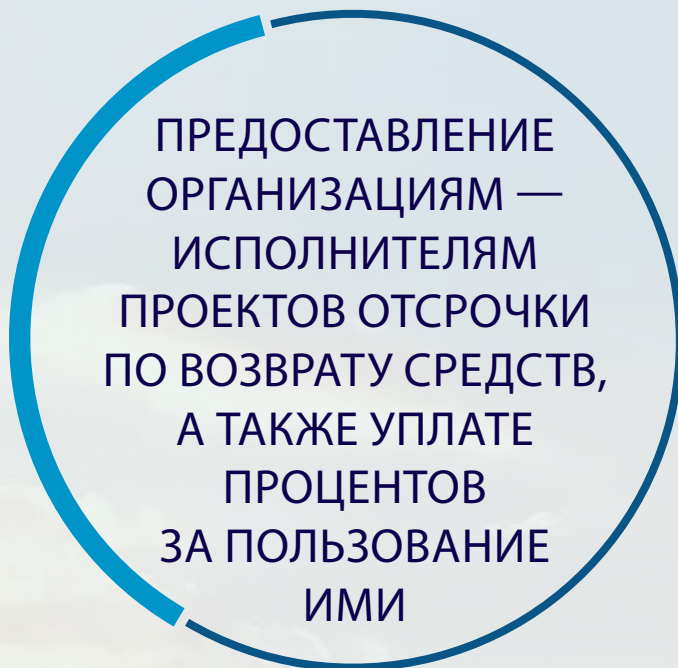 ПРЕДОСТАВЛЕНИЕ
ОРГАНИЗАЦИЯМ —
ИСПОЛНИТЕЛЯМ
ПРОЕКТОВ ОТСРОЧКИ
ПО ВОЗВРАТУ СРЕДСТВ,
А ТАКЖЕ УПЛАТЕ
ПРОЦЕНТОВ
ЗА ПОЛЬЗОВАНИЕ
ИМИ